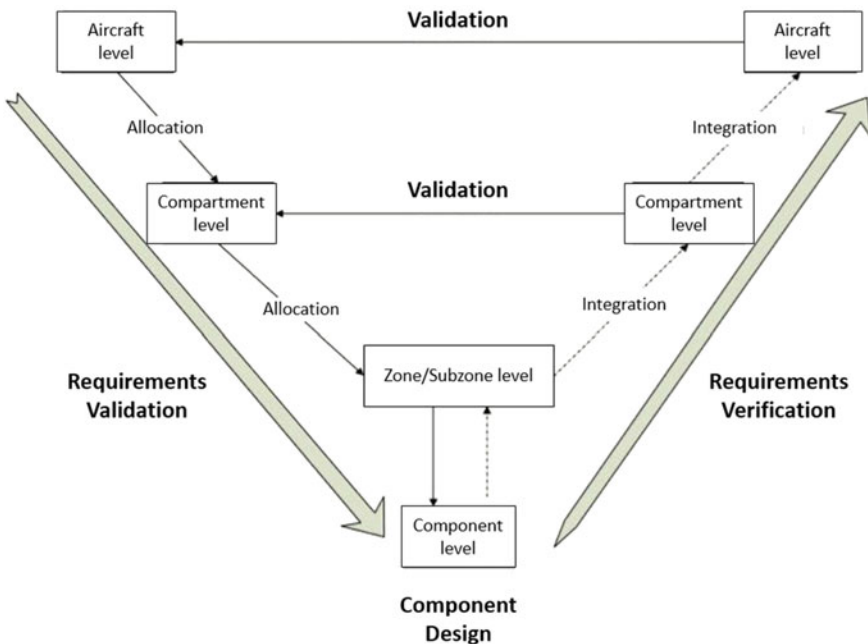 Validation
Aircraft
level
Aircraft
level
Allocation
Integration
Validation
Compartment
level
Compartment
level
Allocation
Integration
Zone/Subzone level
Requirements
Validation
Requirements
Verification
Component
level
Component
Design